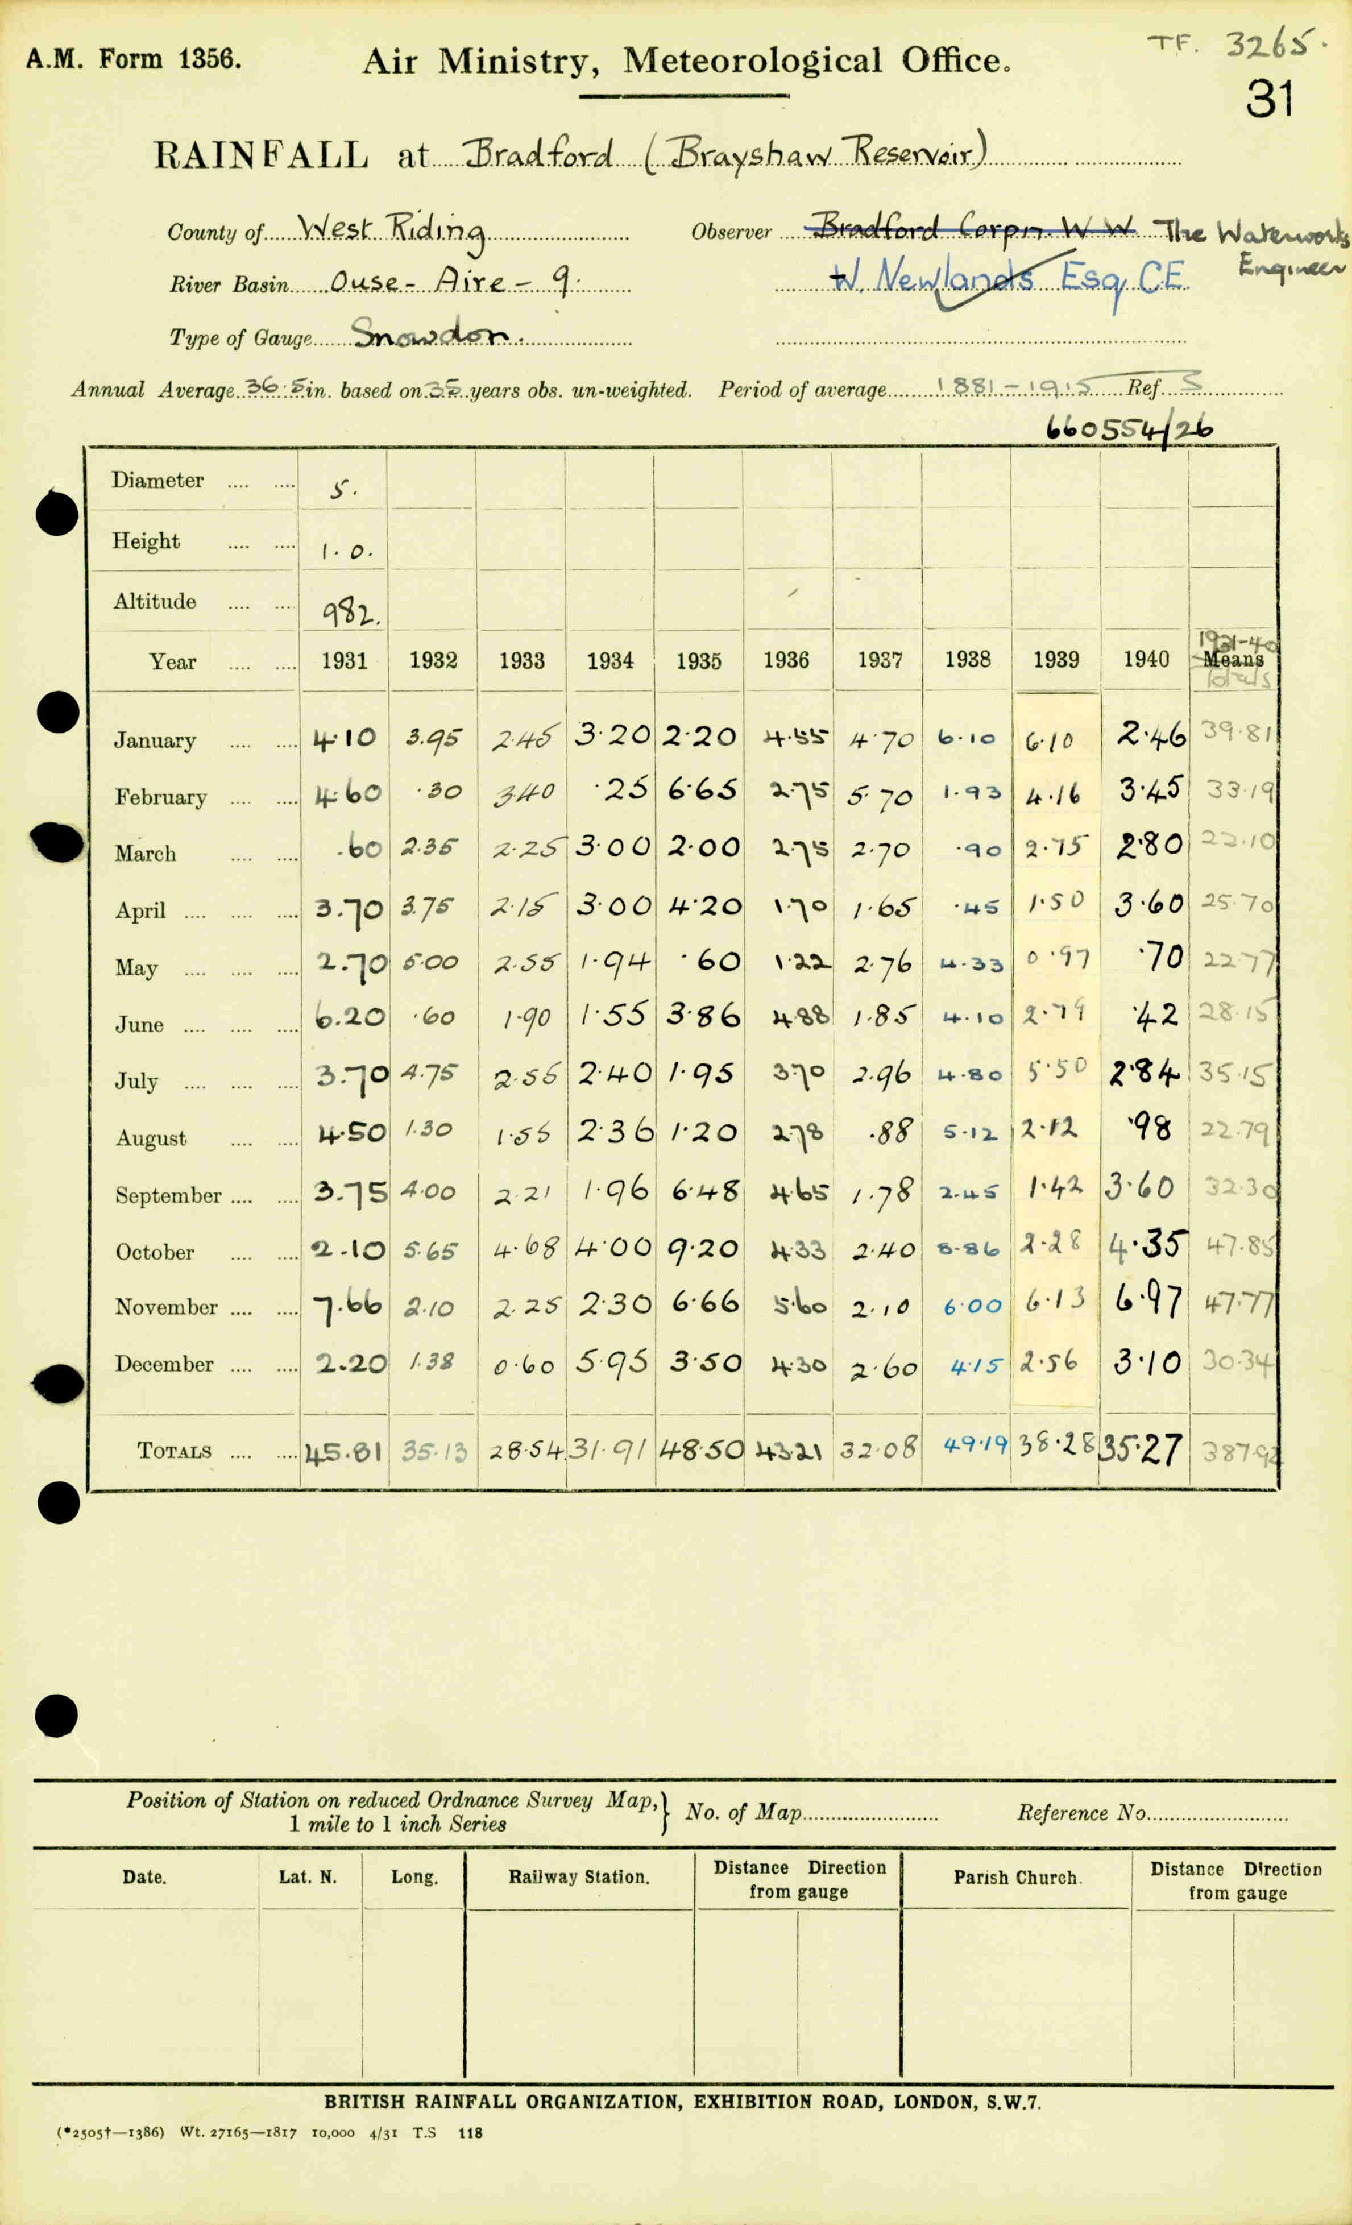 A.M. Form 1356.
Air Ministry, Meteorological Office.
TF. 3265.
31
RAINFALL at Bradford (Brayshaw Reservoir)
County of West Riding
Observer Bradford Corpn. W W The Waterworks Engineer
River Basin Ouse - Aire - 9.
W. Newlands Esq CE
Type of Gauge Snowdon.
Annual Average 36.5 in. based on 35 years obs. un-weighted. Period of average 1881-1915 Ref. S
660554/26
Diameter 5.
Height 1.0.
Altitude 982.
Year 1931 1932 1933 1934 1935 1936 1937 1938 1939 1940 1931-40 Means Totals
January 4.10 3.95 2.45 3.20 2.20 4.55 4.70 6.10 6.10 2.46 39.81
February 4.60 .30 3.40 .25 6.65 2.75 5.70 1.93 4.16 3.45 33.19
March .60 2.35 2.25 3.00 2.00 2.75 2.70 .90 2.75 2.80 22.10
April 3.70 3.75 2.15 3.00 4.20 1.70 1.65 .45 1.50 3.60 25.70
May 2.70 5.00 2.55 1.94 .60 1.22 2.76 4.33 0.97 .70 22.77
June 6.20 .60 1.90 1.55 3.86 4.88 1.85 4.10 2.79 .42 28.15
July 3.70 4.75 2.55 2.40 1.95 3.70 2.96 4.80 5.50 2.84 35.15
August 4.50 1.30 1.55 2.36 1.20 2.78 .88 5.12 2.12 .98 22.79
September 3.75 4.00 2.21 1.96 6.48 4.65 1.78 2.45 1.42 3.60 32.30
October 2.10 5.65 4.68 4.00 9.20 4.33 2.40 8.86 2.28 4.35 47.85
November 7.66 2.10 2.25 2.30 6.66 5.60 2.10 6.00 6.13 6.97 47.77
December 2.20 1.38 0.60 5.95 3.50 4.30 2.60 4.15 2.56 3.10 30.34
TOTALS 45.81 35.13 28.54 31.91 48.50 43.21 32.08 49.19 38.28 35.27 387.92
Position of Station on reduced Ordnance Survey Map,
1 mile to 1 inch Series
No. of Map
Reference No.
Date. Lat. N. Long. Railway Station. Distance Direction from gauge Parish Church. Distance Direction from gauge
BRITISH RAINFALL ORGANIZATION, EXHIBITION ROAD, LONDON, S.W.7.
(*2505†—1386) Wt. 27165—1817 10,000 4/31 T.S 118